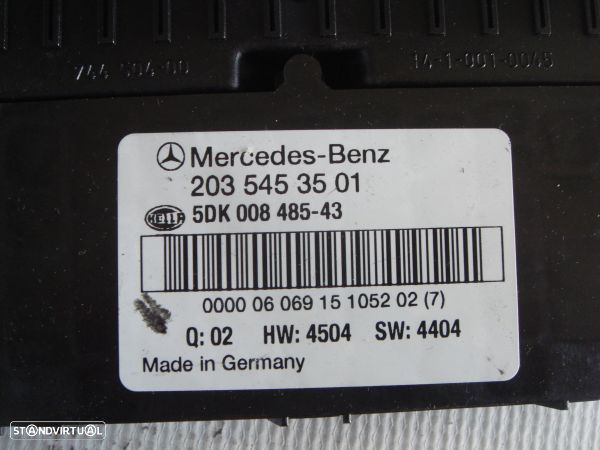 744 504-00
14-1-001-0045
Mercedes-Benz
203 545 35 01
HELLA
5DK 008 485-43
0000 06 069 15 1052 02 (7)
Q: 02 HW: 4504 SW: 4404
Made in Germany
STANDVIRTUAL